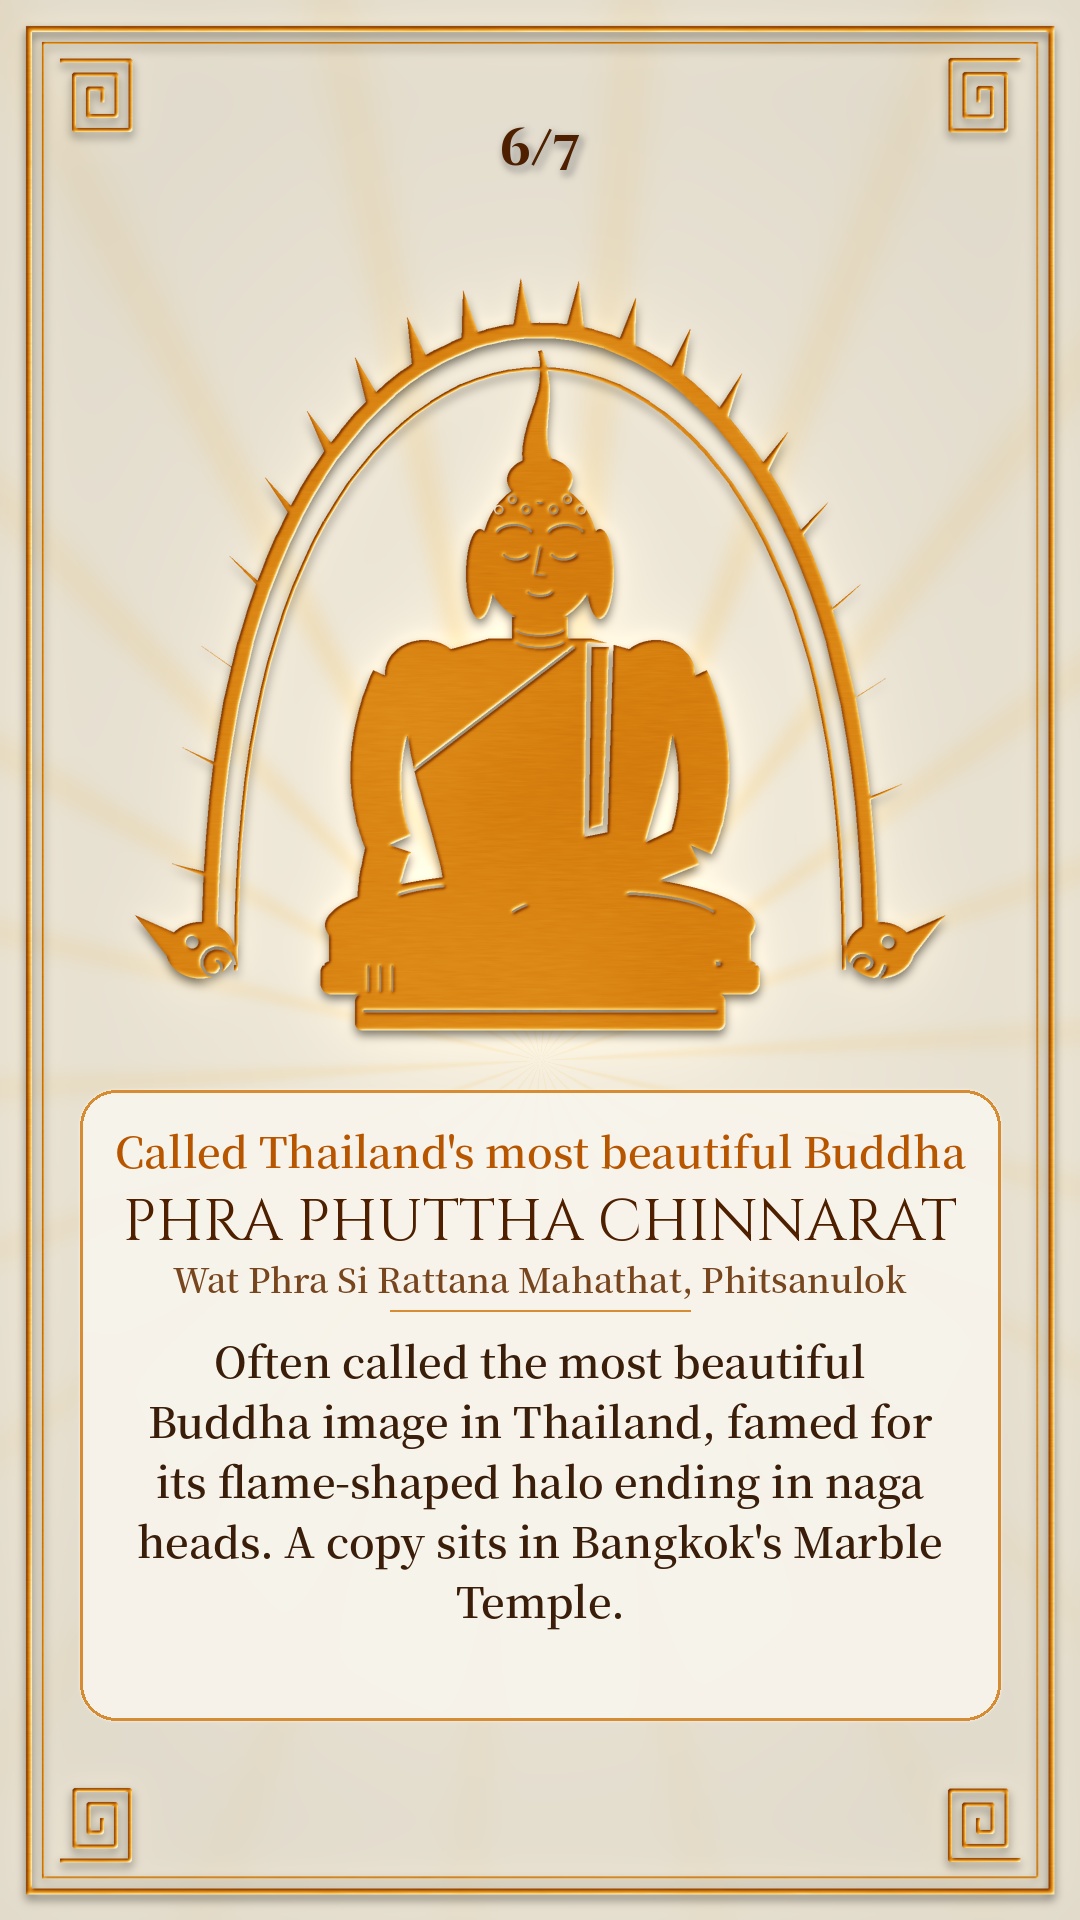 6/7
Called Thailand's most beautiful Buddha
PHRA PHUTTHA CHINNARAT
Wat Phra Si Rattana Mahathat, Phitsanulok
Often called the most beautiful
Buddha image in Thailand, famed for
its flame-shaped halo ending in naga
heads. A copy sits in Bangkok's Marble
Temple.